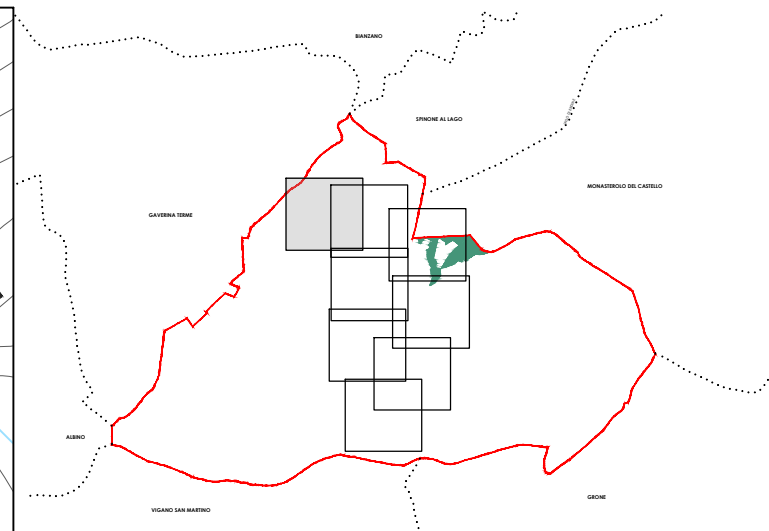 BIANZANO
SPINONE AL LAGO
MONASTEROLO DEL CASTELLO
GAVERINA TERME
ALBINO
GRONE
VIGANO SAN MARTINO